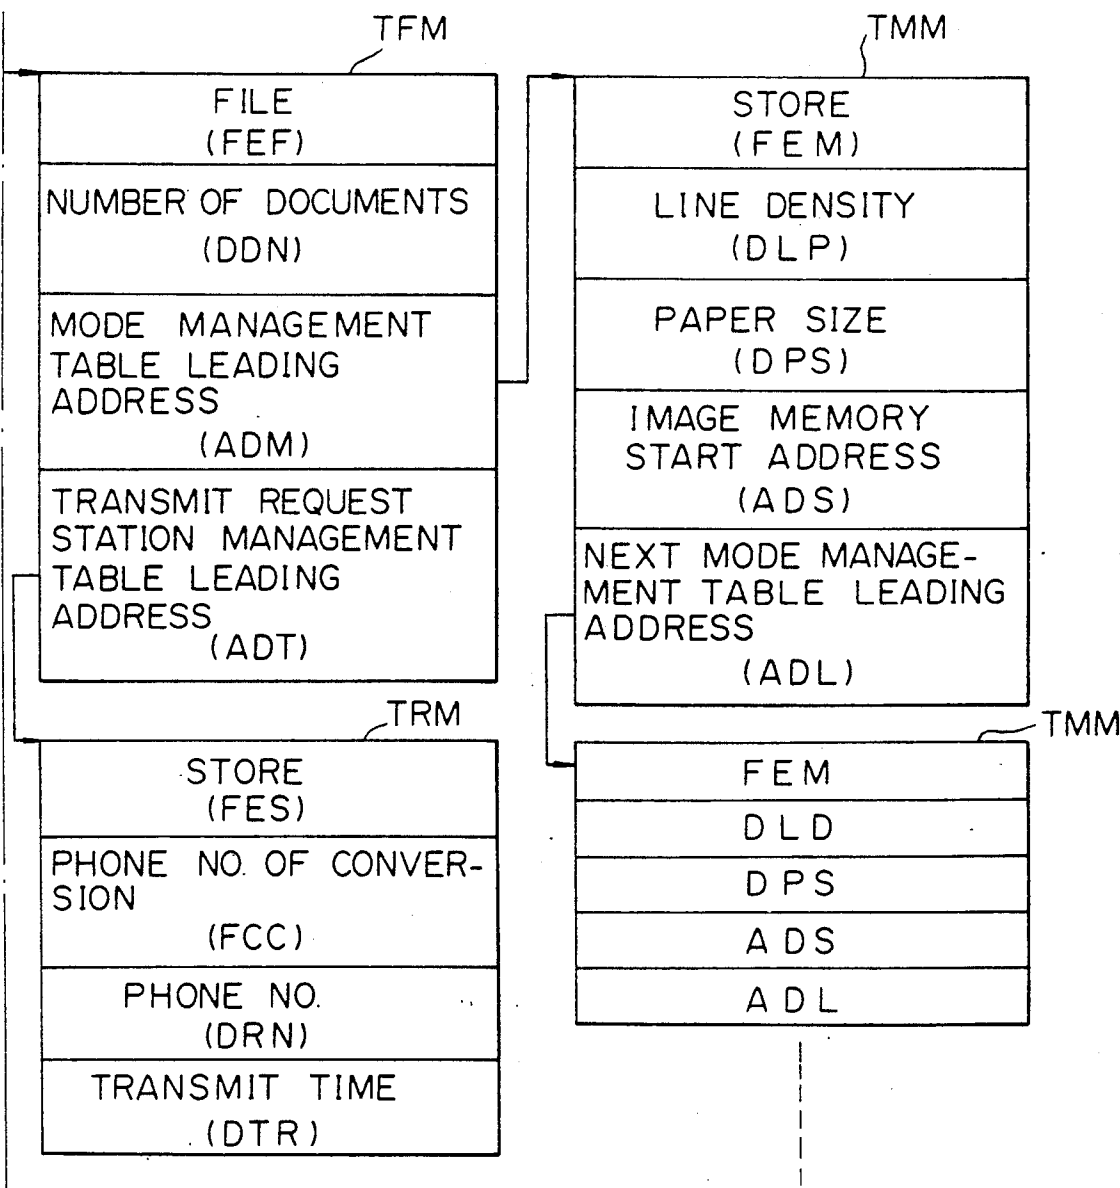 TFM
FILE
(FEF)
NUMBER OF DOCUMENTS
(DDN)
MODE MANAGEMENT
TABLE LEADING
ADDRESS
(ADM)
TRANSMIT REQUEST
STATION MANAGEMENT
TABLE LEADING
ADDRESS
(ADT)
TRM
STORE
(FES)
PHONE NO. OF CONVER-
SION
(FCC)
PHONE NO.
(DRN)
TRANSMIT TIME
(DTR)
TMM
STORE
(FEM)
LINE DENSITY
(DLP)
PAPER SIZE
(DPS)
IMAGE MEMORY
START ADDRESS
(ADS)
NEXT MODE MANAGE-
MENT TABLE LEADING
ADDRESS
(ADL)
TMM
FEM
DLD
DPS
ADS
ADL